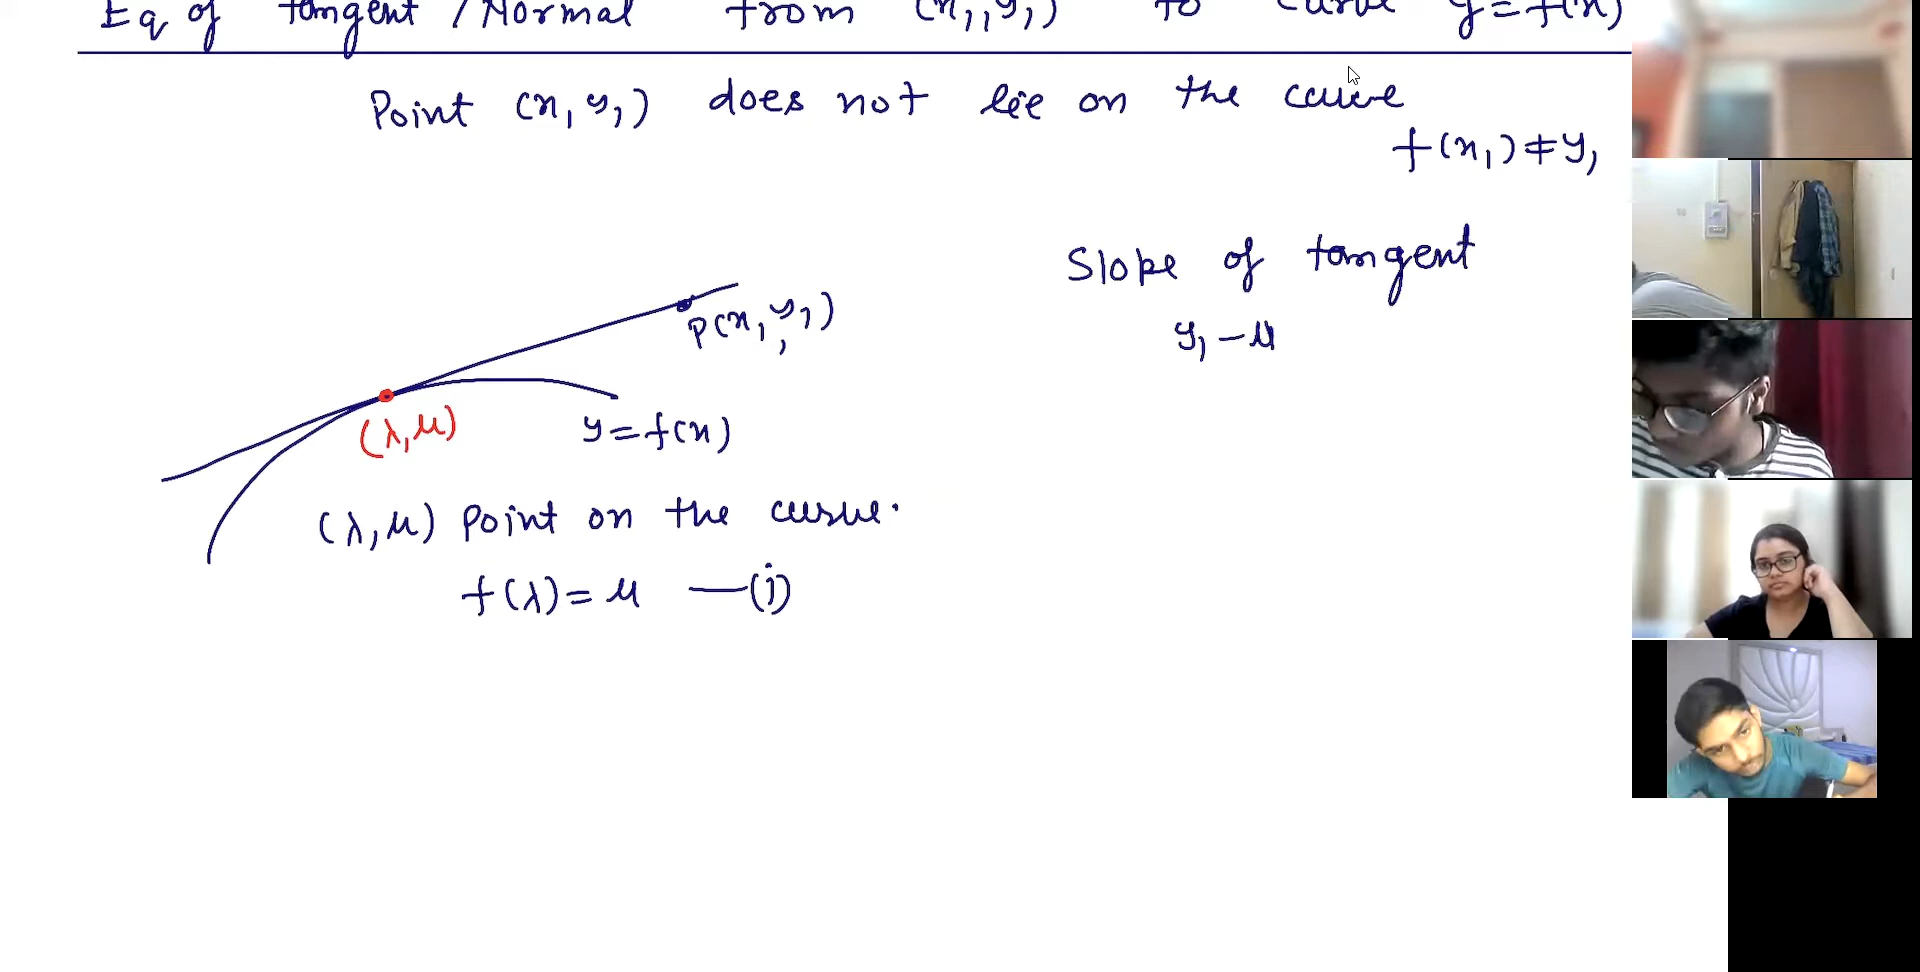 Eq of tangent / Normal from (x₁, y₁) to curve y = f(x)
Point (x₁ y₁) does not lie on the curve
f(x₁) ≠ y₁
Slope of tangent
y₁ - μ
P(x₁, y₁)
(λ, μ)
y = f(x)
(λ, μ) Point on the curve.
f(λ) = μ —(i)